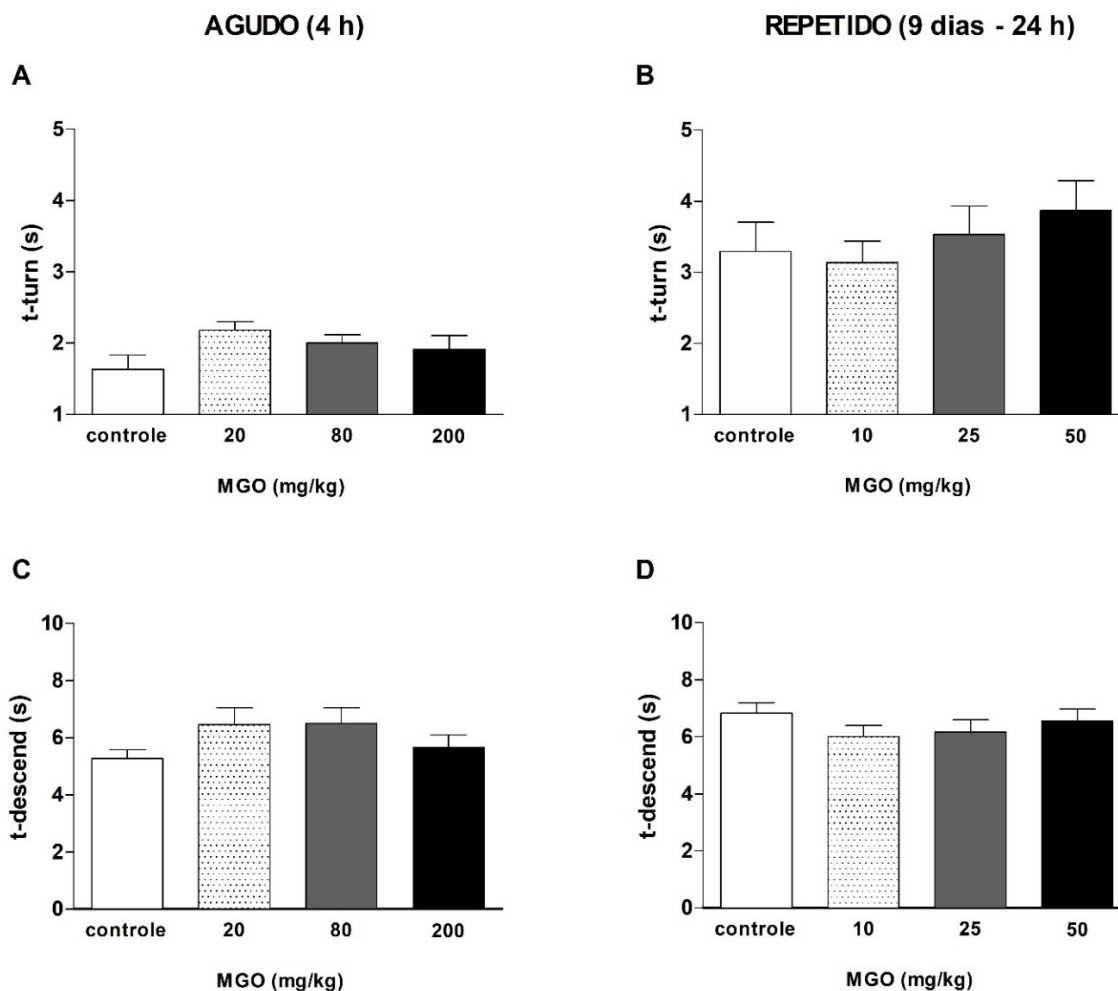 AGUDO (4 h)
REPETIDO (9 dias - 24 h)
A
t-turn (s)
5
4
3
2
1
controle 20 80 200
MGO (mg/kg)
B
t-turn (s)
5
4
3
2
1
controle 10 25 50
MGO (mg/kg)
C
t-descend (s)
10
8
6
4
2
0
controle 20 80 200
MGO (mg/kg)
D
t-descend (s)
10
8
6
4
2
0
controle 10 25 50
MGO (mg/kg)